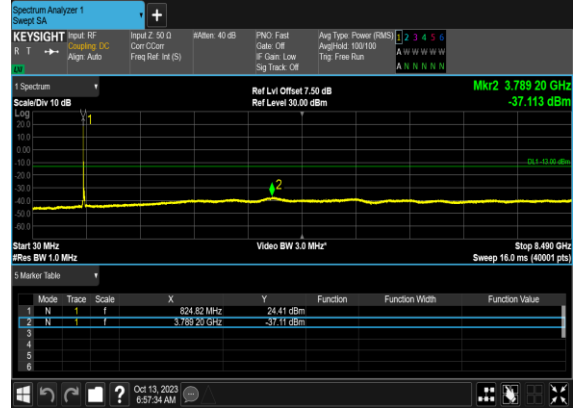 Spectrum Analyzer 1
Swept SA
+
KEYSIGHT Input: RF Input Z: 50 Ω #Atten: 40 dB PNO: Fast Avg Type: Power (RMS) 1 2 3 4 5 6
R T Coupling: DC Corr CCorr Gate: Off Avg|Hold: 100/100 A W W W W W
Align: Auto Freq Ref: Int (S) IF Gain: Low Trig: Free Run
LM Sig Track: Off A N N N N N
1 Spectrum Ref Lvl Offset 7.50 dB Mkr2 3.789 20 GHz
Scale/Div 10 dB Ref Level 30.00 dBm -37.113 dBm
Log
1
20.0
10.0
0.00
-10.0
DL1 -13.00 dBm
-20.0
-30.0
2
-40.0
-50.0
-60.0
Start 30 MHz Video BW 3.0 MHz* Stop 8.490 GHz
#Res BW 1.0 MHz Sweep 16.0 ms (40001 pts)
5 Marker Table
Mode Trace Scale X Y Function Function Width Function Value
1 N 1 f 824.82 MHz 24.41 dBm
2 N 1 f 3.789 20 GHz -37.11 dBm
3
4
5
6
? Oct 13, 2023
6:57:34 AM